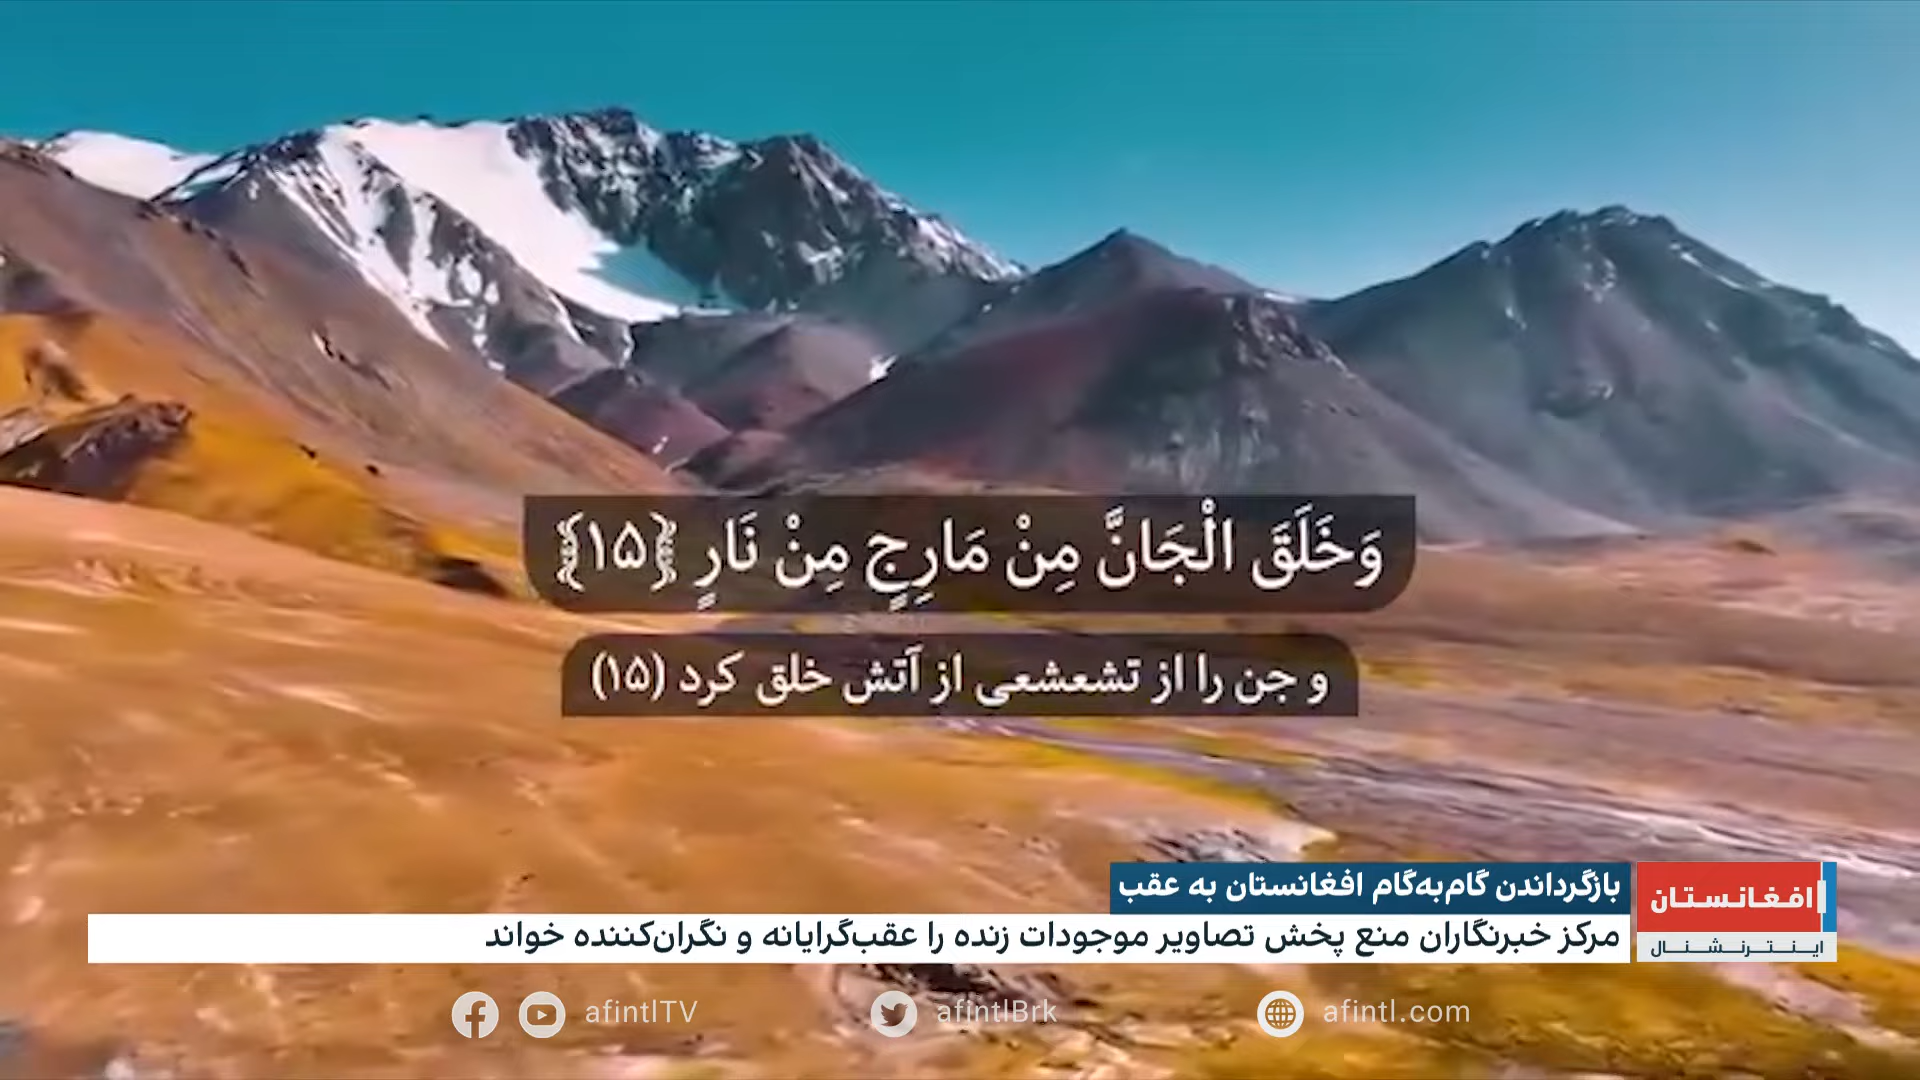 وَخَلَقَ الْجَانَّ مِنْ مَارِجٍ مِنْ نَارٍ ﴿۱۵﴾
و جن را از تشعشعی از آتش خلق کرد (۱۵)
بازگرداندن گام‌به‌گام افغانستان به عقب
مرکز خبرنگاران منع پخش تصاویر موجودات زنده را عقب‌گرایانه و نگران‌کننده خواند
افغانستان
اینترنشنال
afintlTV
afintlBrk
afintl.com